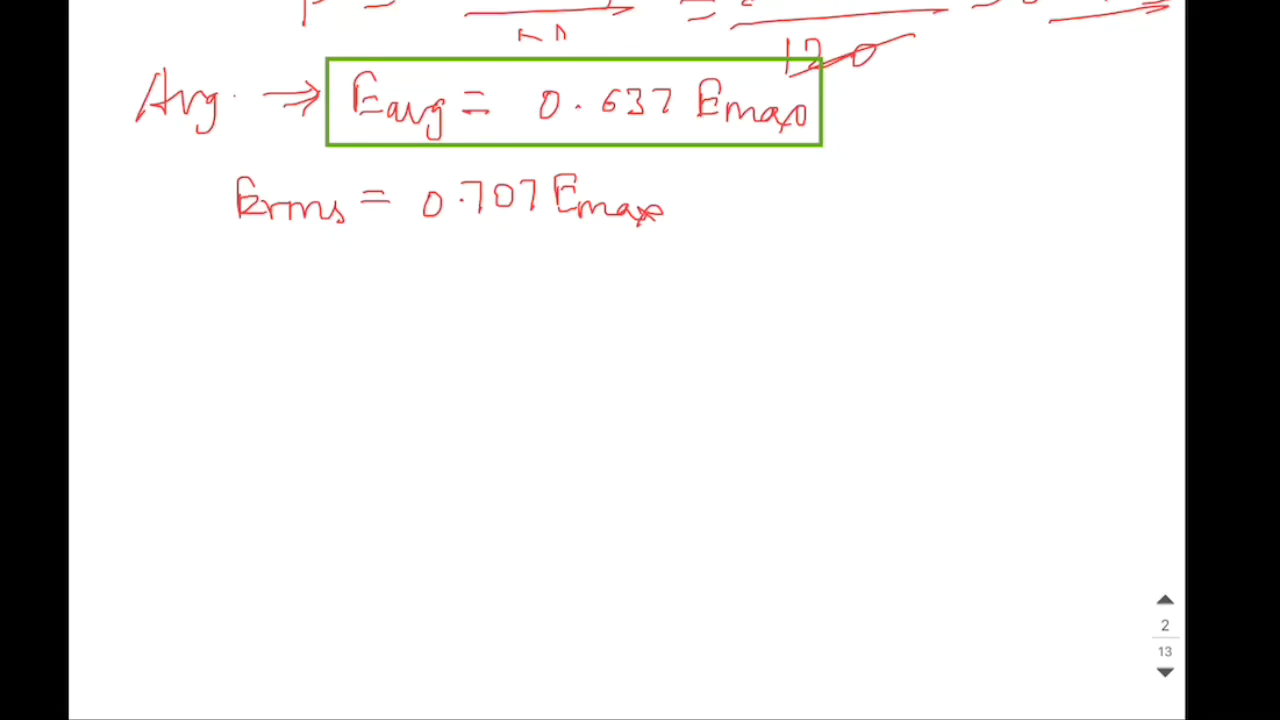 120
Avg. ⇒ Eavg = 0.637 Emax
Erms = 0.707 Emax
2
13